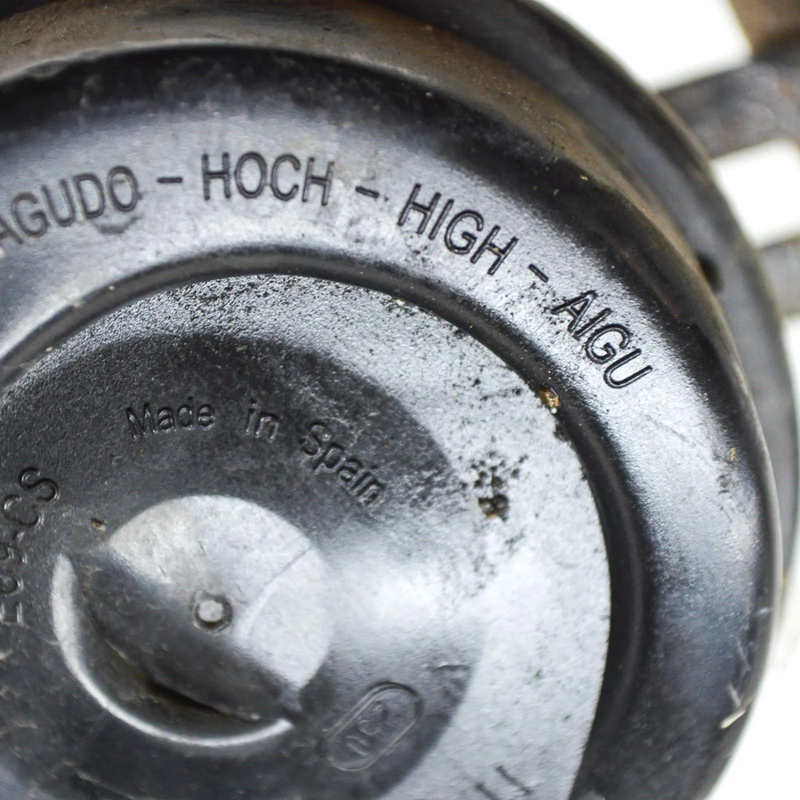 AGUDO - HOCH - HIGH - AIGU
Made in Spain